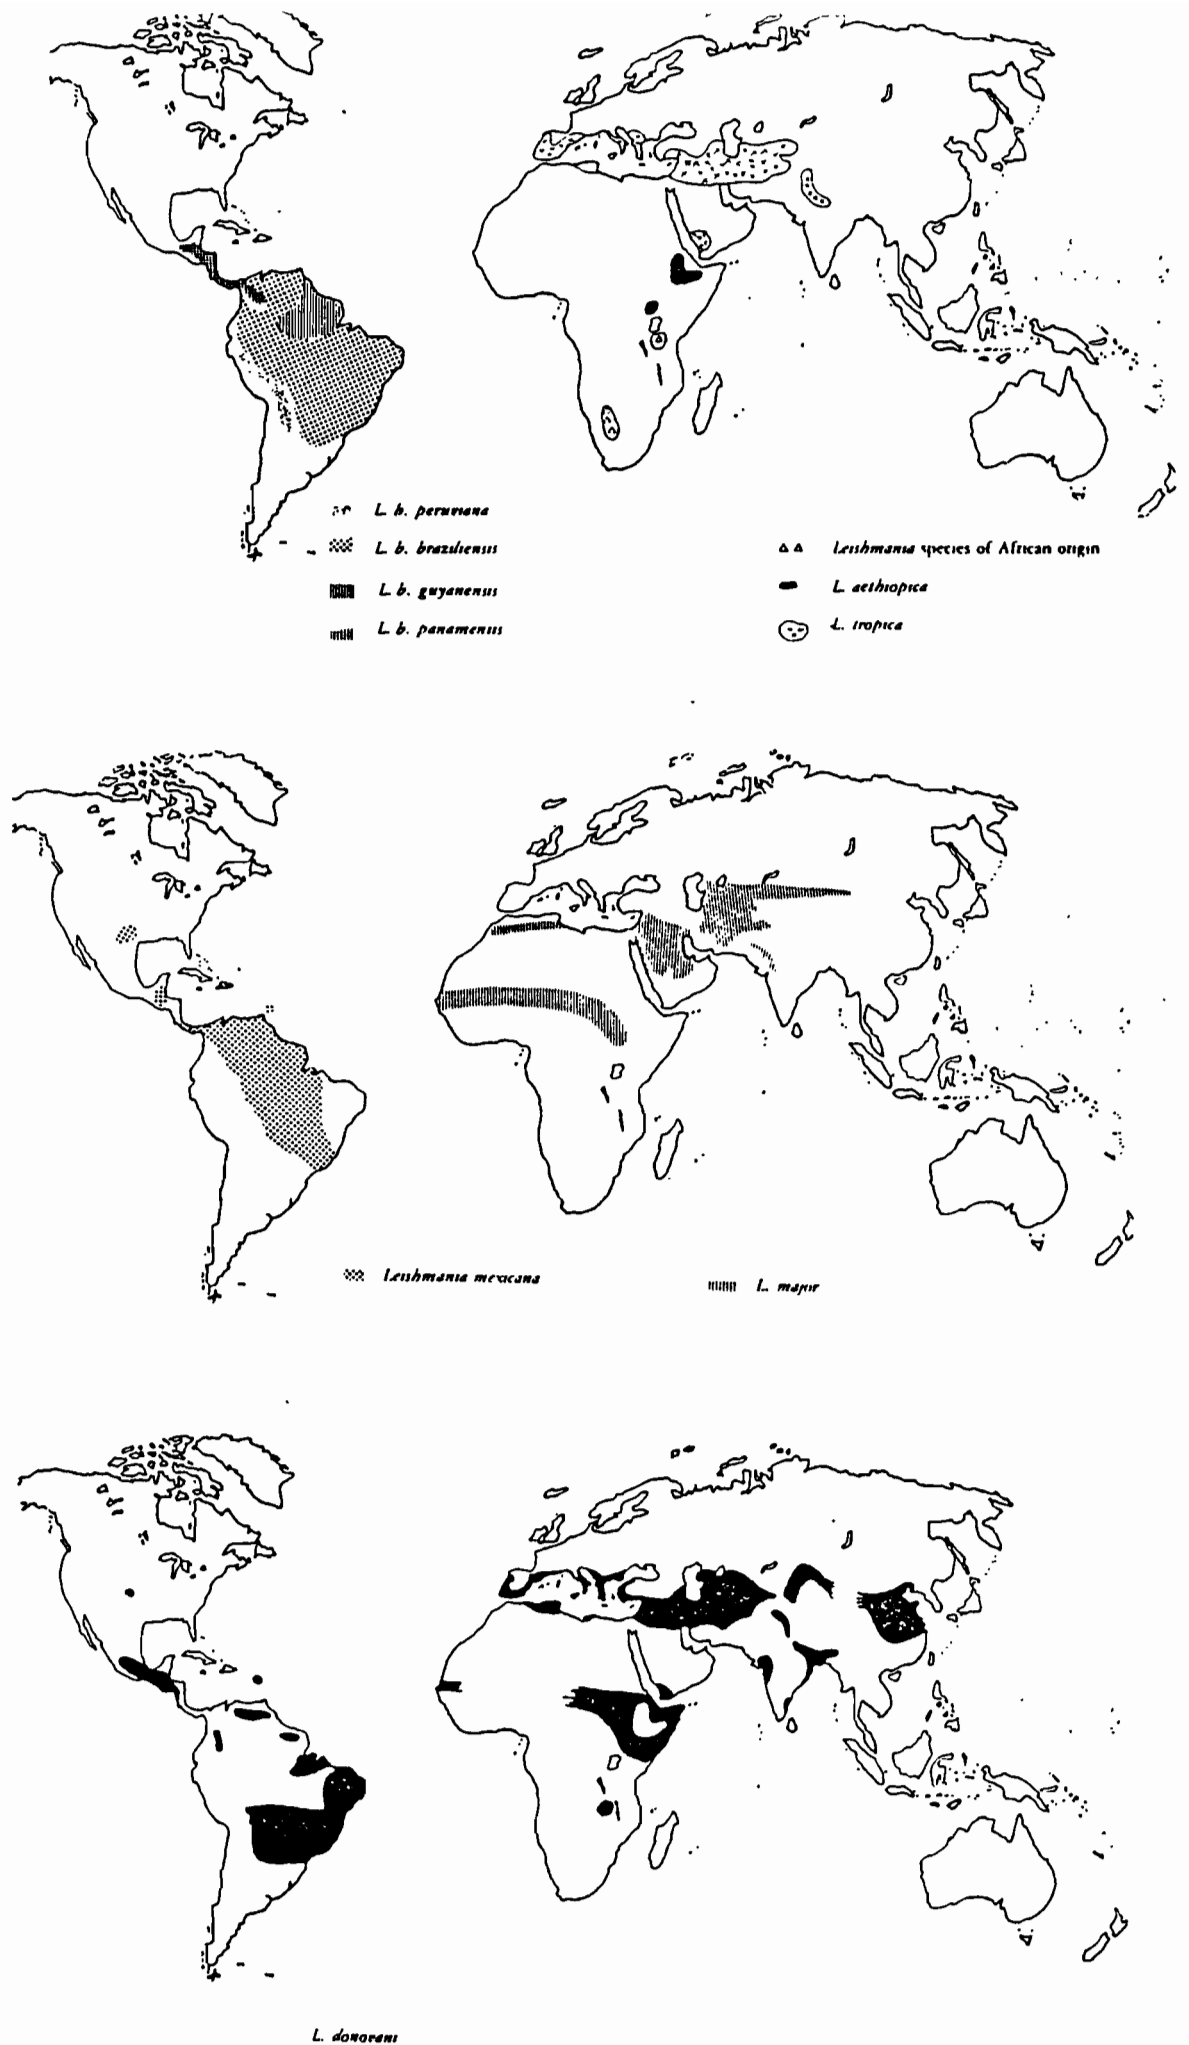 L. b. peruviana
L. b. braziliensis
L. b. guyanensis
L. b. panamensis
Leishmania species of African origin
L. aethiopica
L. tropica
Leishmania mexicana
L. major
L. donovani